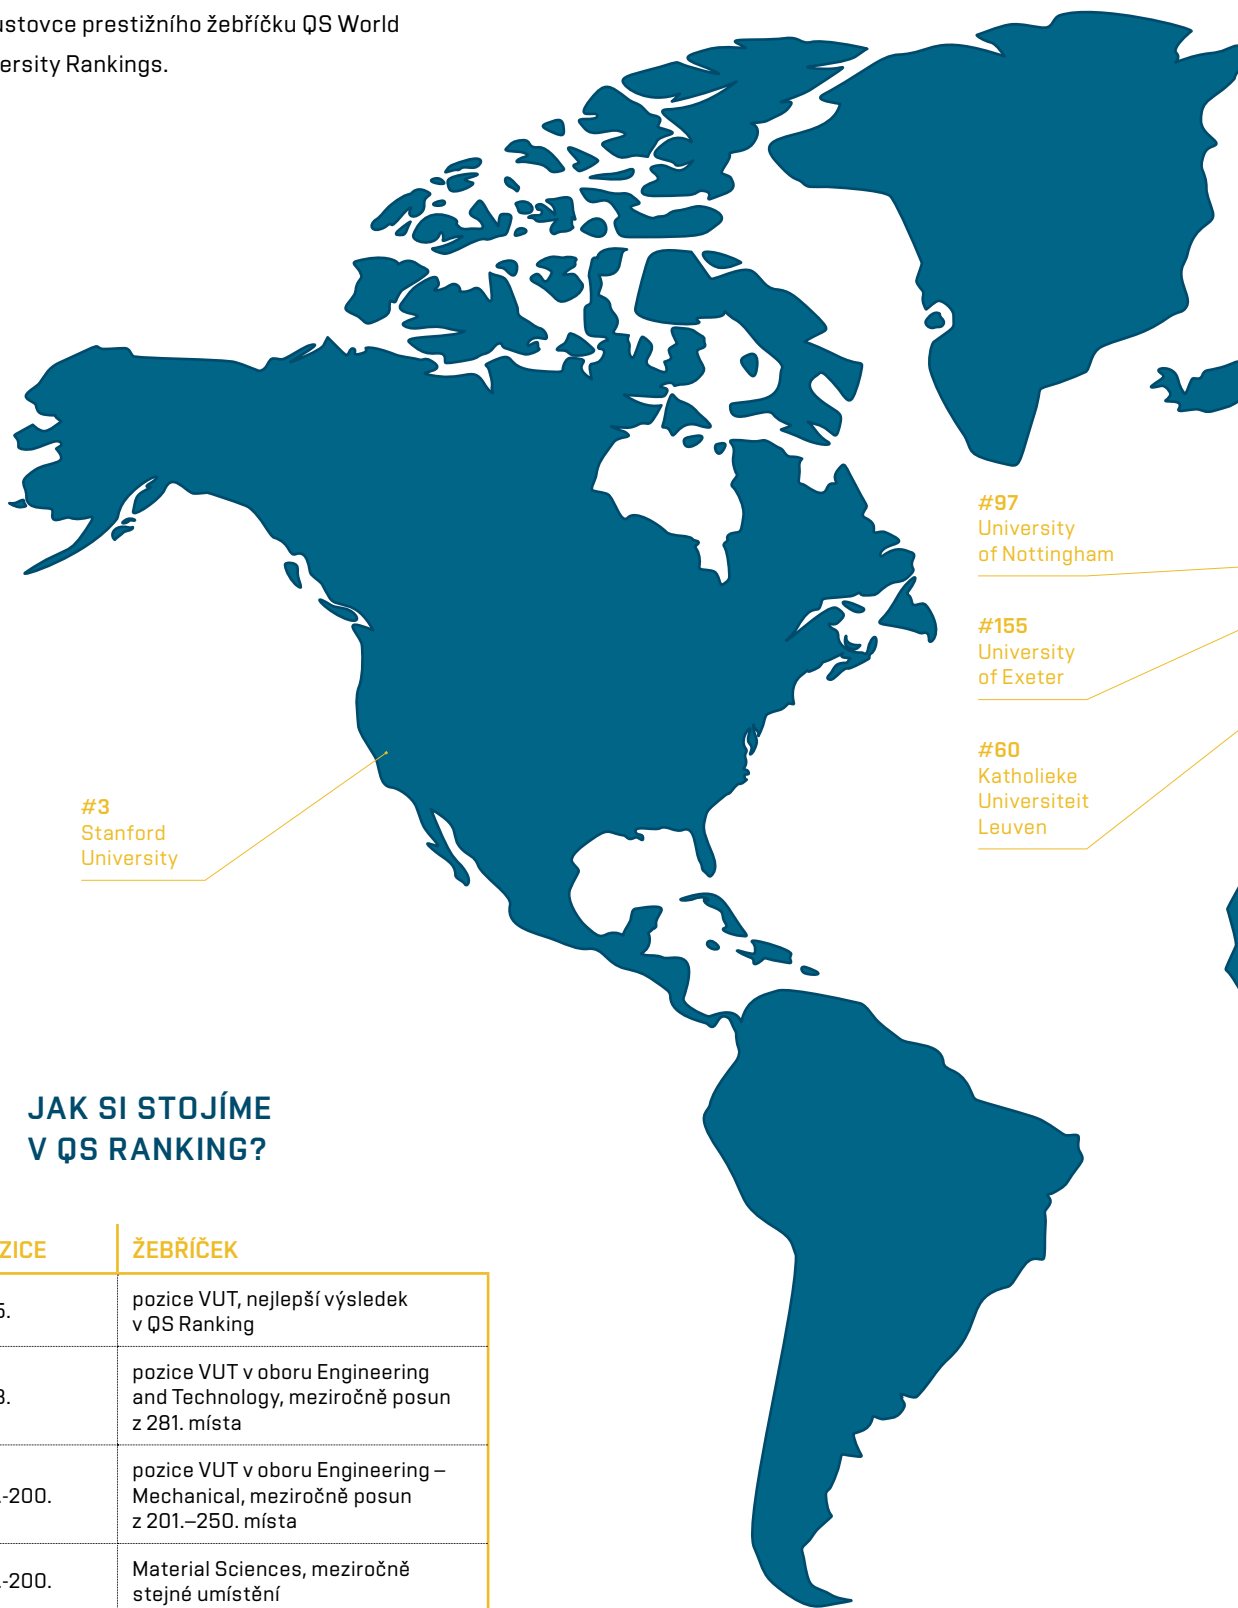 ustovce prestižního žebříčku QS World
ersity Rankings.
#97
University
of Nottingham
#155
University
of Exeter
#60
Katholieke
Universiteit
Leuven
#3
Stanford
University
JAK SI STOJÍME
V QS RANKING?
ZICE ŽEBŘÍČEK
5. pozice VUT, nejlepší výsledek
v QS Ranking
pozice VUT v oboru Engineering
3. and Technology, meziročně posun
z 281. místa
pozice VUT v oboru Engineering –
.-200. Mechanical, meziročně posun
z 201.–250. místa
.-200. Material Sciences, meziročně
stejné umístění